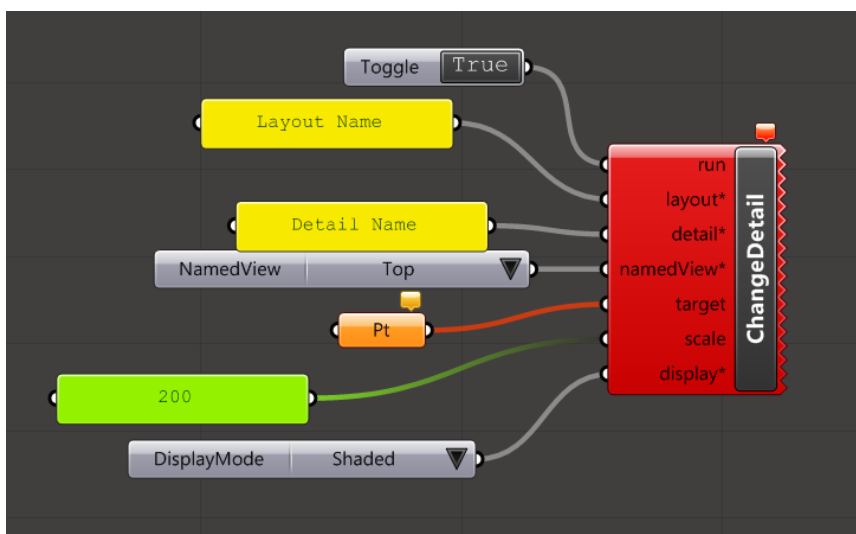 Toggle True
Layout Name
Detail Name
NamedView Top
Pt
200
DisplayMode Shaded
run
layout*
detail*
namedView*
target
scale
display*
ChangeDetail